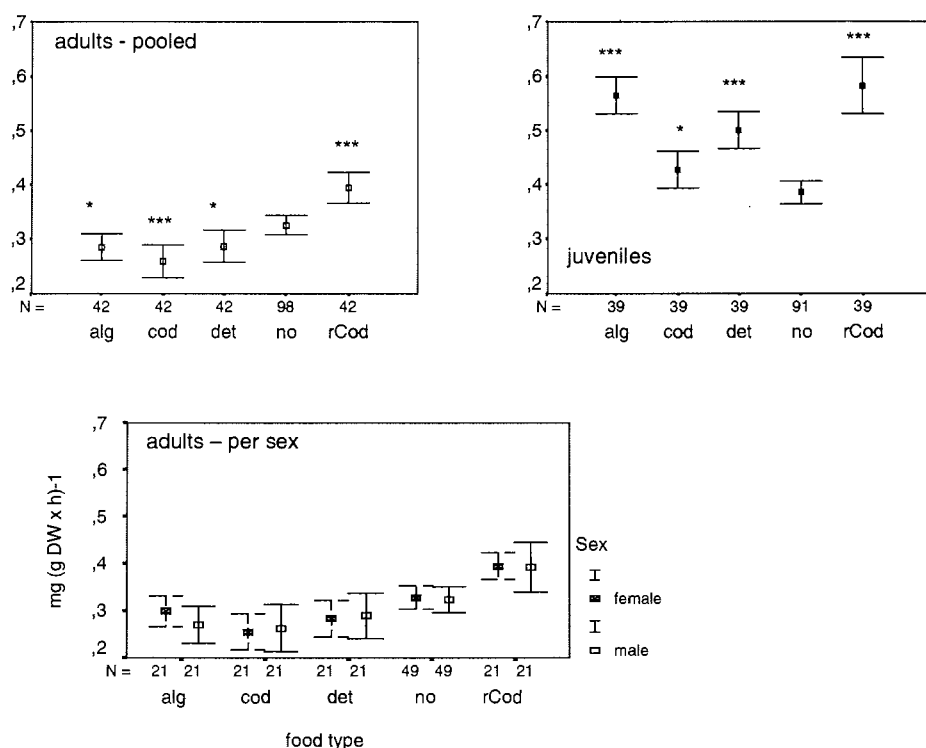 adults - pooled
,7
,6
,5
,4
,3
,2
*
***
*
***
N = 42 42 42 98 42
alg cod det no rCod
,7
,6
,5
,4
,3
,2
***
*
***
***
juveniles
N = 39 39 39 91 39
alg cod det no rCod
adults – per sex
mg (g DW x h)-1
,7
,6
,5
,4
,3
,2
N = 21 21 21 21 21 21 49 49 21 21
alg cod det no rCod
food type
Sex
female
male